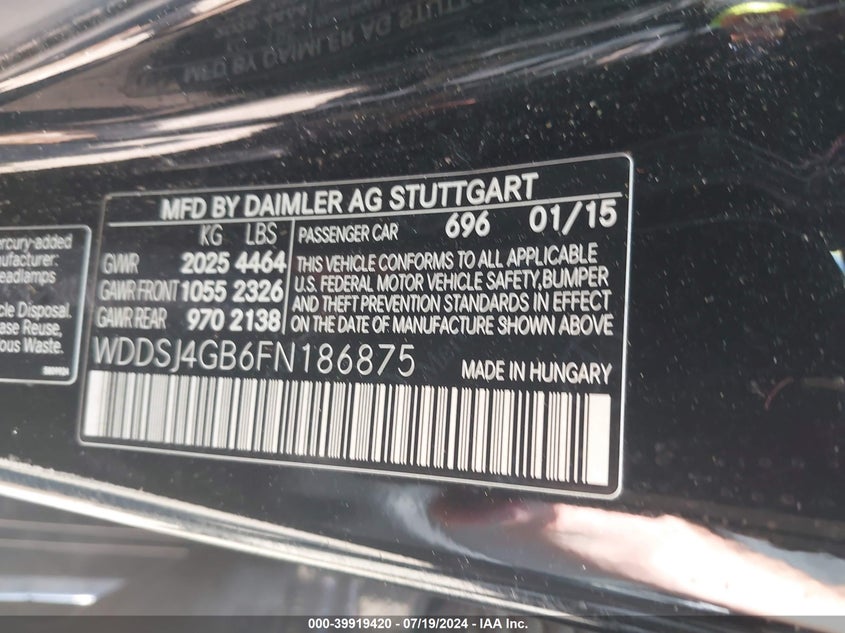 MFD BY DAIMLER AG STUTTGART
KG LBS
GVWR 2025 4464
GAWR FRONT 1055 2326
GAWR REAR 970 2138
PASSENGER CAR 696 01/15
THIS VEHICLE CONFORMS TO ALL APPLICABLE
U.S. FEDERAL MOTOR VEHICLE SAFETY, BUMPER
AND THEFT PREVENTION STANDARDS IN EFFECT
ON THE DATE OF MANUFACTURE SHOWN ABOVE
WDDSJ4GB6FN186875
MADE IN HUNGARY
ercury-added
anufacturer:
eadlamps
cle Disposal.
ase Reuse,
ous Waste.
000-39919420 - 07/19/2024 - IAA Inc.